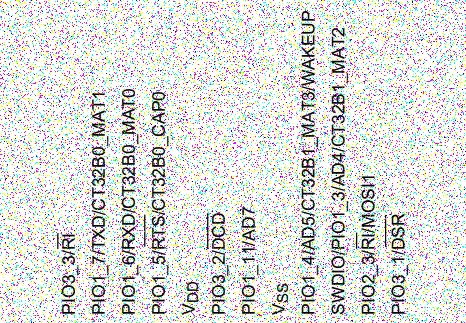 PIO3_3/RI
PIO1_7/TXD/CT32B0_MAT1
PIO1_6/RXD/CT32B0_MAT0
PIO1_5/RTS/CT32B0_CAP0
VDD
PIO3_2/DCD
PIO1_11/AD7
VSS
PIO1_4/AD5/CT32B1_MAT3/WAKEUP
SWDIO/PIO1_3/AD4/CT32B1_MAT2
PIO2_3/RI/MOSI1
PIO3_1/DSR